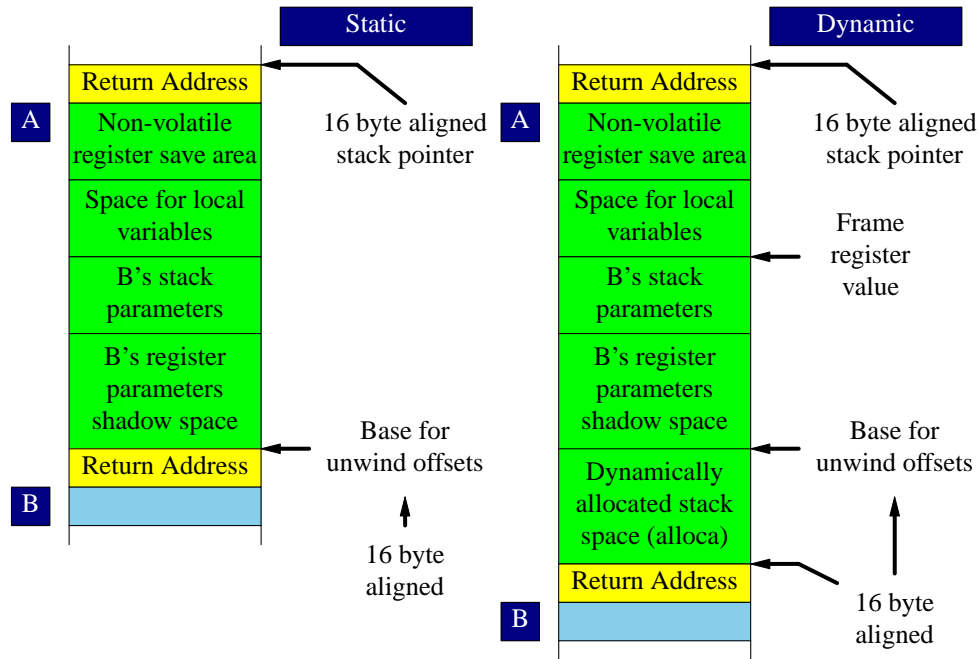 Static
Return Address
A
Non-volatile
register save area
16 byte aligned
stack pointer
Space for local
variables
B's stack
parameters
B's register
parameters
shadow space
Base for
unwind offsets
Return Address
B
16 byte
aligned
Dynamic
Return Address
A
Non-volatile
register save area
16 byte aligned
stack pointer
Space for local
variables
Frame
register
value
B's stack
parameters
B's register
parameters
shadow space
Base for
unwind offsets
Dynamically
allocated stack
space (alloca)
Return Address
B
16 byte
aligned